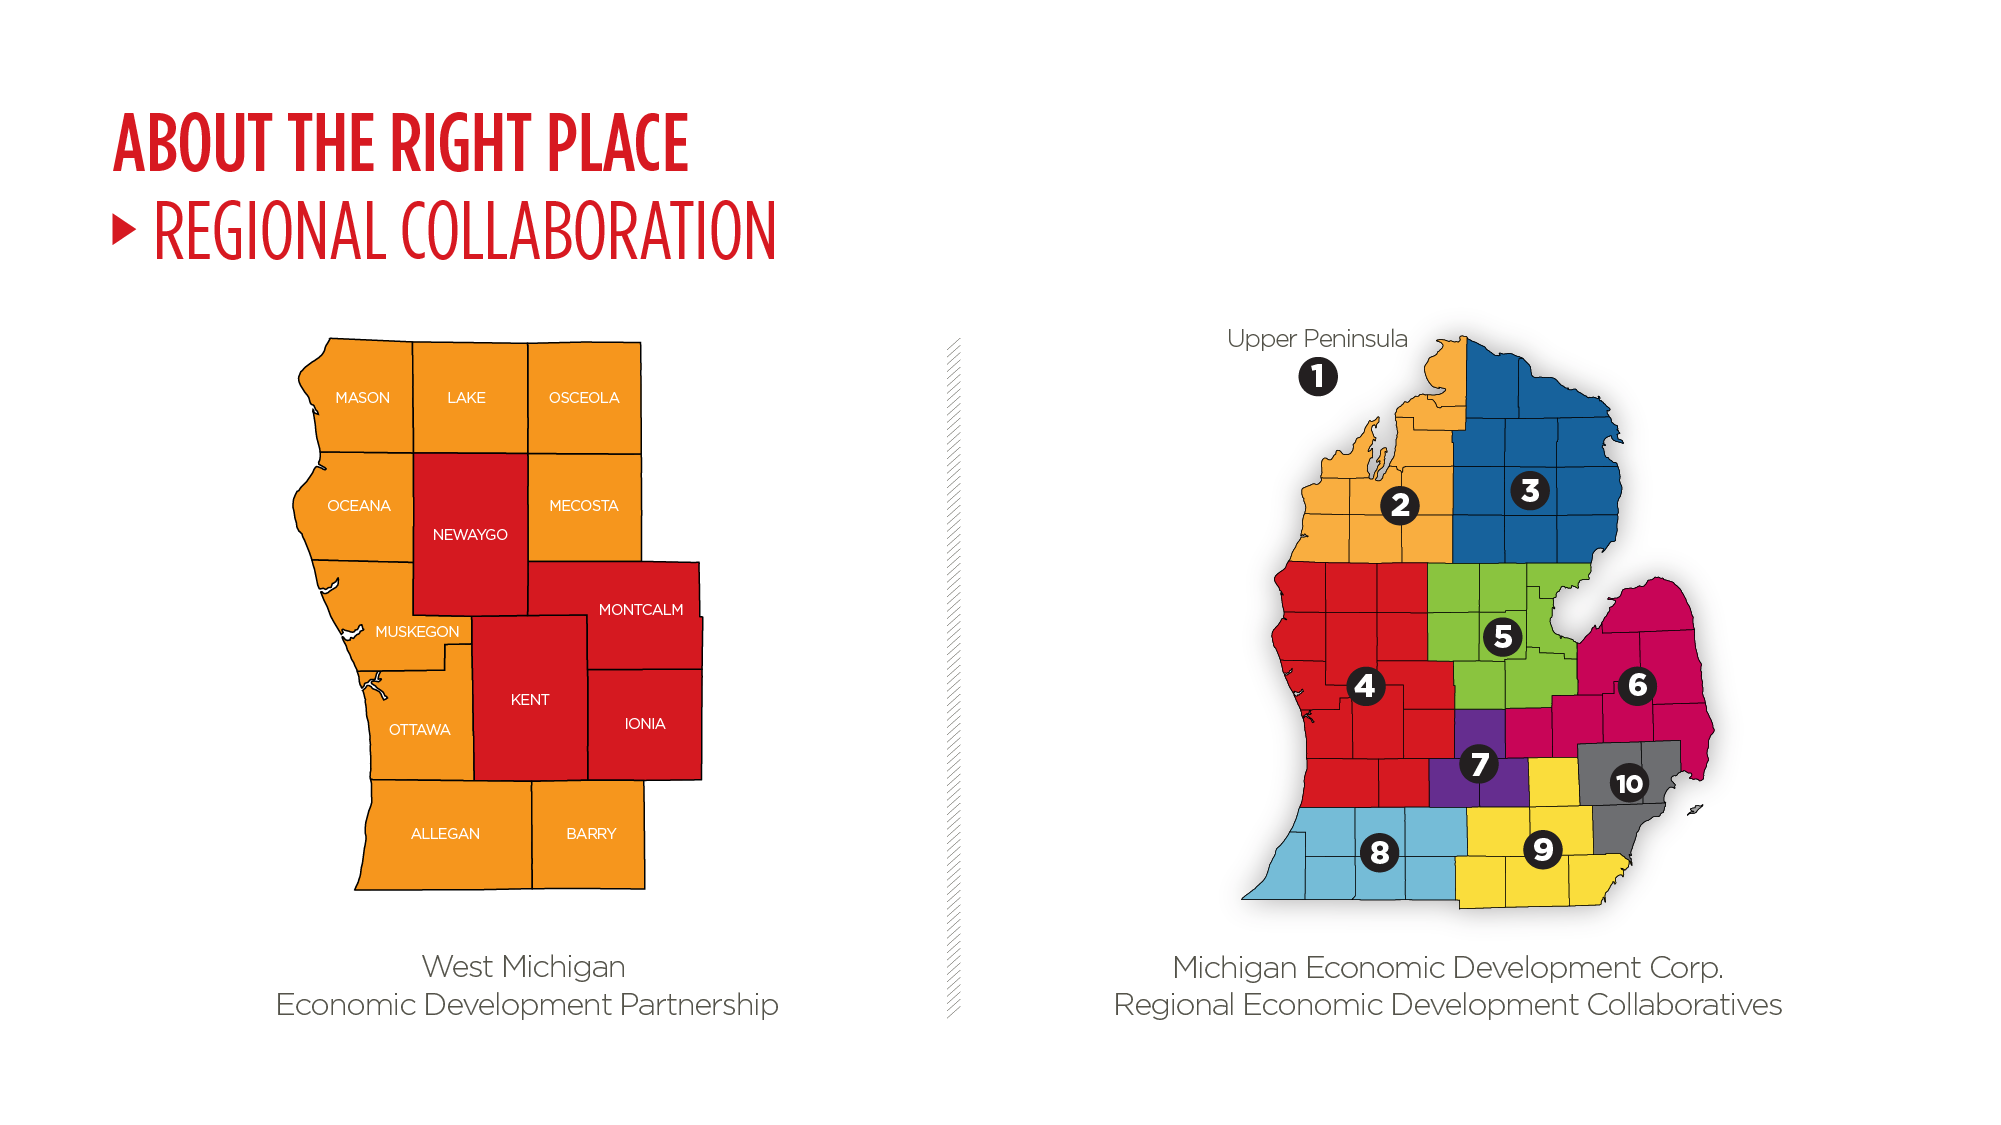 ABOUT THE RIGHT PLACE
REGIONAL COLLABORATION
MASON
LAKE
OSCEOLA
OCEANA
NEWAYGO
MECOSTA
MUSKEGON
MONTCALM
OTTAWA
KENT
IONIA
ALLEGAN
BARRY
West Michigan
Economic Development Partnership
Upper Peninsula
1
2
3
4
5
6
7
8
9
10
Michigan Economic Development Corp.
Regional Economic Development Collaboratives